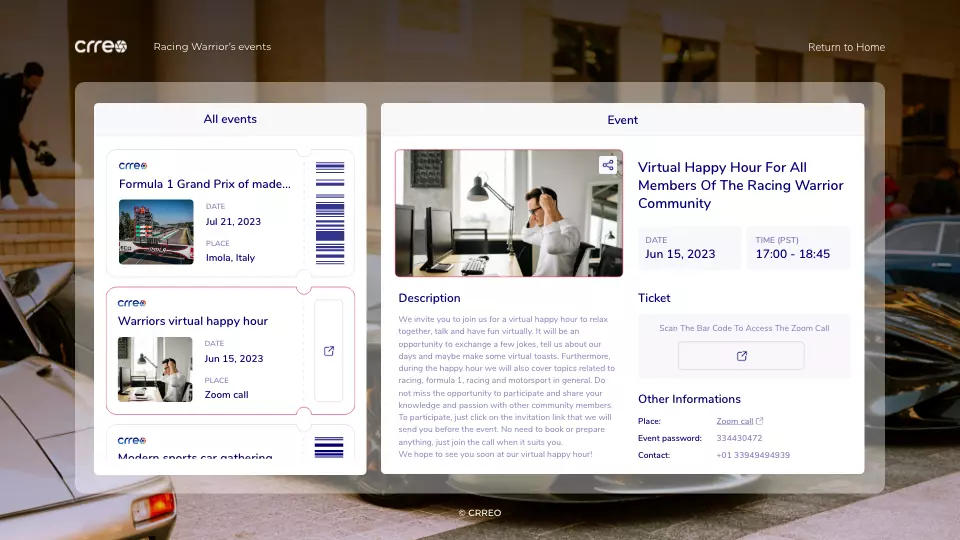 crreo
Racing Warrior's events
Return to Home
All events
crreo
Formula 1 Grand Prix of made...
DATE
Jul 21, 2023
PLACE
Imola, Italy
crreo
Warriors virtual happy hour
DATE
Jun 15, 2023
PLACE
Zoom call
crreo
Modern sports car gathering
Event
Virtual Happy Hour For All
Members Of The Racing Warrior
Community
DATE
Jun 15, 2023
TIME (PST)
17:00 - 18:45
Description
We invite you to join us for a virtual happy hour to relax
together, talk and have fun virtually. It will be an
opportunity to exchange a few jokes, tell us about our
days and maybe make some virtual toasts. Furthermore,
during the happy hour we will also cover topics related to
racing, formula 1, racing and motorsport in general. Do
not miss the opportunity to participate and share your
knowledge and passion with other community members.
To participate, just click on the invitation link that we will
send you before the event. No need to book or prepare
anything, just join the call when it suits you.
We hope to see you soon at our virtual happy hour!
Ticket
Scan The Bar Code To Access The Zoom Call
Other Informations
Place: Zoom call
Event password: 334430472
Contact: +01 33949494939
© CRREO